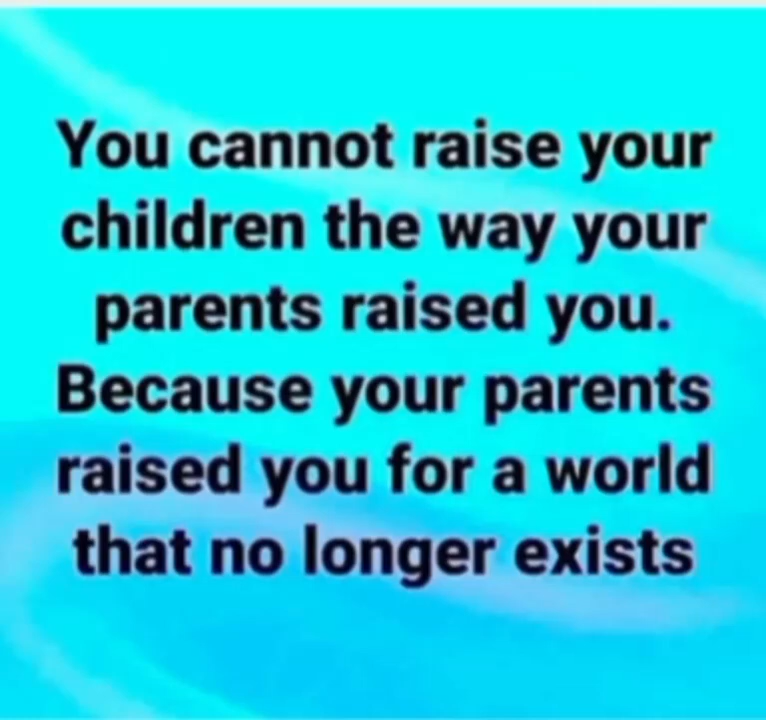 You cannot raise your
children the way your
parents raised you.
Because your parents
raised you for a world
that no longer exists